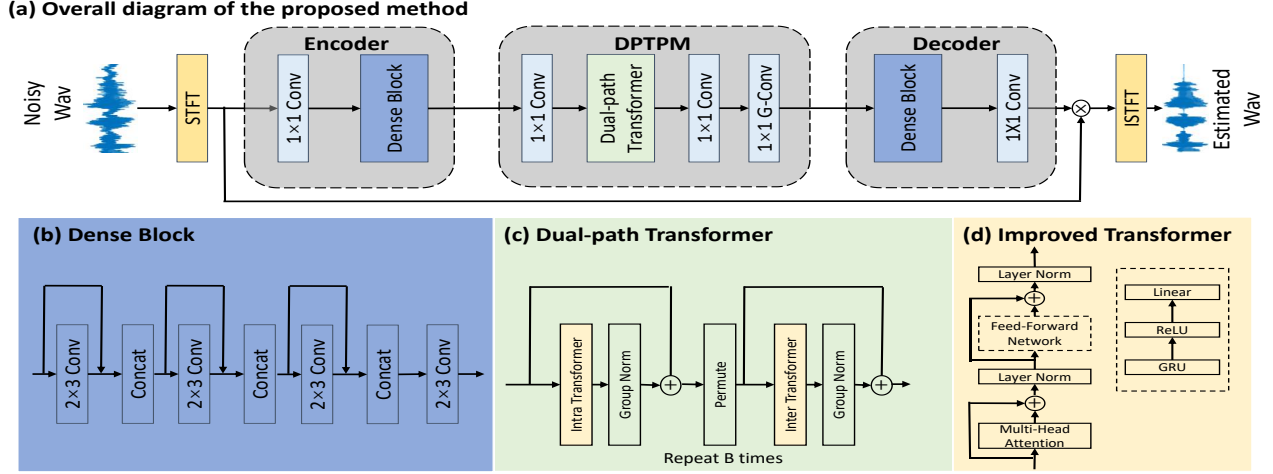 (a) Overall diagram of the proposed method
Noisy
Wav
STFT
Encoder
1×1 Conv
Dense Block
DPTPM
1×1 Conv
Dual-path
Transformer
1×1 Conv
1×1 G-Conv
Decoder
Dense Block
1X1 Conv
ISTFT
Estimated
Wav
(b) Dense Block
2×3 Conv
Concat
2×3 Conv
Concat
2×3 Conv
Concat
2×3 Conv
(c) Dual-path Transformer
Intra Transformer
Group Norm
Permute
Inter Transformer
Group Norm
Repeat B times
(d) Improved Transformer
Layer Norm
Feed-Forward
Network
Layer Norm
Multi-Head
Attention
Linear
ReLU
GRU